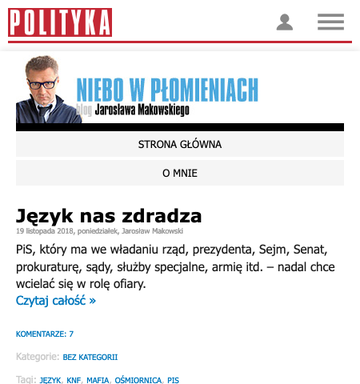 POLITYKA
NIEBO W PŁOMIENIACH
blog Jarosława Makowskiego
STRONA GŁÓWNA
O MNIE
Język nas zdradza
19 listopada 2018, poniedziałek, Jarosław Makowski
PiS, który ma we władaniu rząd, prezydenta, Sejm, Senat,
prokuraturę, sądy, służby specjalne, armię itd. – nadal chce
wcielać się w rolę ofiary.
Czytaj całość »
KOMENTARZE: 7
Kategorie: BEZ KATEGORII
Tagi: JĘZYK, KNF, MAFIA, OŚMIORNICA, PIS